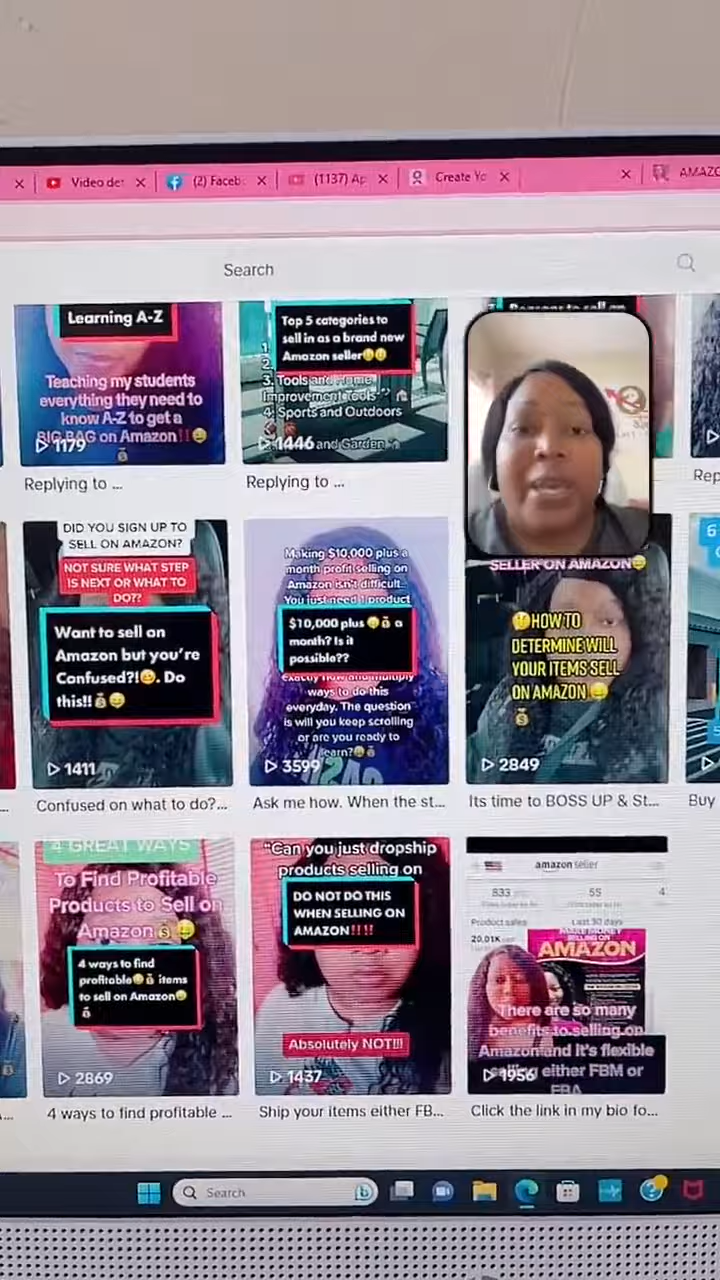 Video de
(2) Faceb
(1137) Ap
Create Yo
AMAZO
Search
Learning A-Z
Teaching my students
everything they need to
know A-Z to get a
BIG BAG on Amazon‼️🤑
💰
1179
Replying to ...
Top 5 categories to
sell in as a brand new
Amazon seller🤑🤑
1.
2.
3. Tools and Home
Improvement Tools
4. Sports and Outdoors
1446
and Garden
Replying to ...
Rep
DID YOU SIGN UP TO
SELL ON AMAZON?
NOT SURE WHAT STEP
IS NEXT OR WHAT TO
DO??
Want to sell on
Amazon but you’re
Confused?!🤔. Do
this!!💰🤑
1411
Confused on what to do?...
Making $10,000 plus a
month profit selling on
Amazon isn't difficult.
You just need 1 product
$10,000 plus 🤑💰 a
month? Is it
possible??
exactly how and multiply
ways to do this
everyday. The question
is will you keep scrolling
or are you ready to
learn?🤑💰
3599
Ask me how. When the st...
SELLER ON AMAZON🤑
🤔HOW TO
DETERMINE WILL
YOUR ITEMS SELL
ON AMAZON 🤑
💰
2849
Its time to BOSS UP & St...
6
Buy
4 GREAT WAYS
To Find Profitable
Products to Sell on
Amazon💰🤑
4 ways to find
profitable🤑💰 items
to sell on Amazon🤑
💰
2869
4 ways to find profitable ...
"Can you just dropship
products selling on
DO NOT DO THIS
WHEN SELLING ON
AMAZON!!!!
Absolutely NOT!!!
1437
Ship your items either FB...
amazon seller
833
55
4
Product sales
Last 30 days
20.01K
MAKE MONEY
SELLING ON
AMAZON
There are so many
benefits to selling on
Amazon and it's flexible
selling either FBM or
FBA
1956
Click the link in my bio fo...
Search